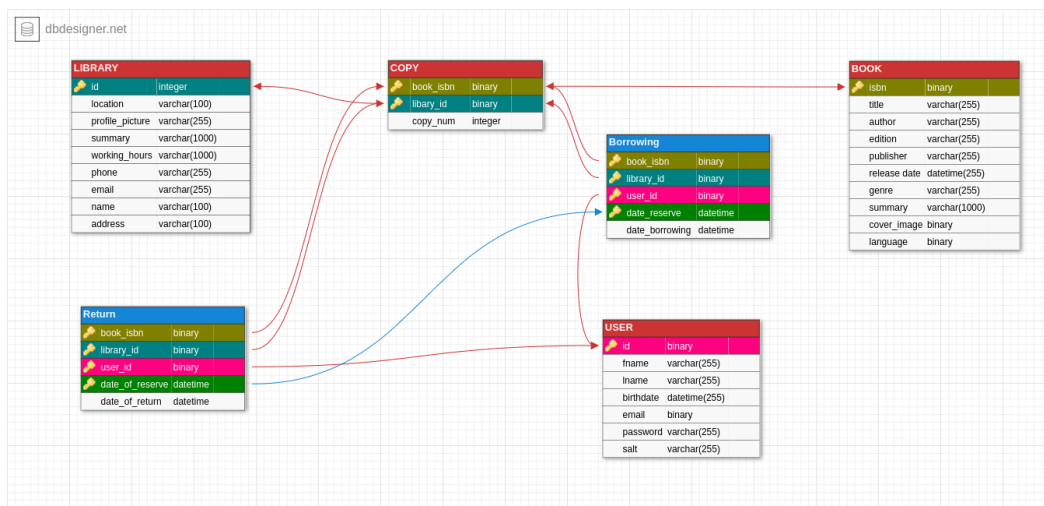 dbdesigner.net
LIBRARY
id integer
location varchar(100)
profile_picture varchar(255)
summary varchar(1000)
working_hours varchar(1000)
phone varchar(255)
email varchar(255)
name varchar(100)
address varchar(100)
COPY
book_isbn binary
libary_id binary
copy_num integer
BOOK
isbn binary
title varchar(255)
author varchar(255)
edition varchar(255)
publisher varchar(255)
release date datetime(255)
genre varchar(255)
summary varchar(1000)
cover_image binary
language binary
Borrowing
book_isbn binary
library_id binary
user_id binary
date_reserve datetime
date_borrowing datetime
Return
book_isbn binary
library_id binary
user_id binary
date_of_reserve datetime
date_of_return datetime
USER
id binary
fname varchar(255)
lname varchar(255)
birthdate datetime(255)
email binary
password varchar(255)
salt varchar(255)